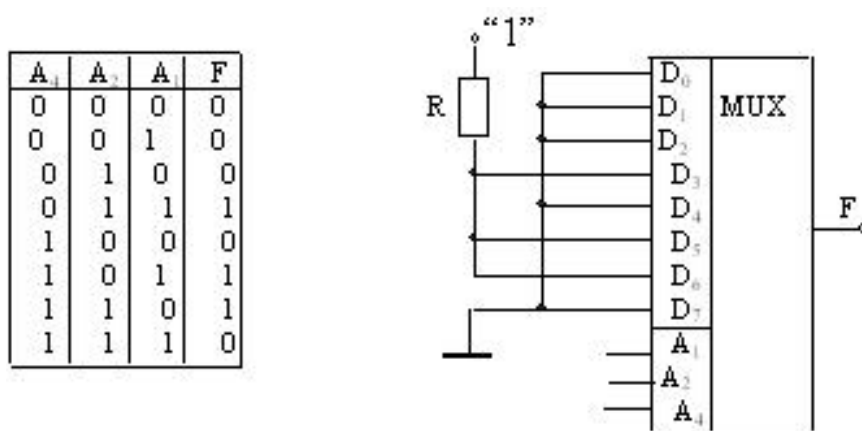 A₄ A₂ A₁ F
0 0 0 0
0 0 1 0
0 1 0 0
0 1 1 1
1 0 0 0
1 0 1 1
1 1 0 1
1 1 1 0
“1”
R
D₀
D₁
MUX
D₂
D₃
D₄
F
D₅
D₆
D₇
A₁
A₂
A₄